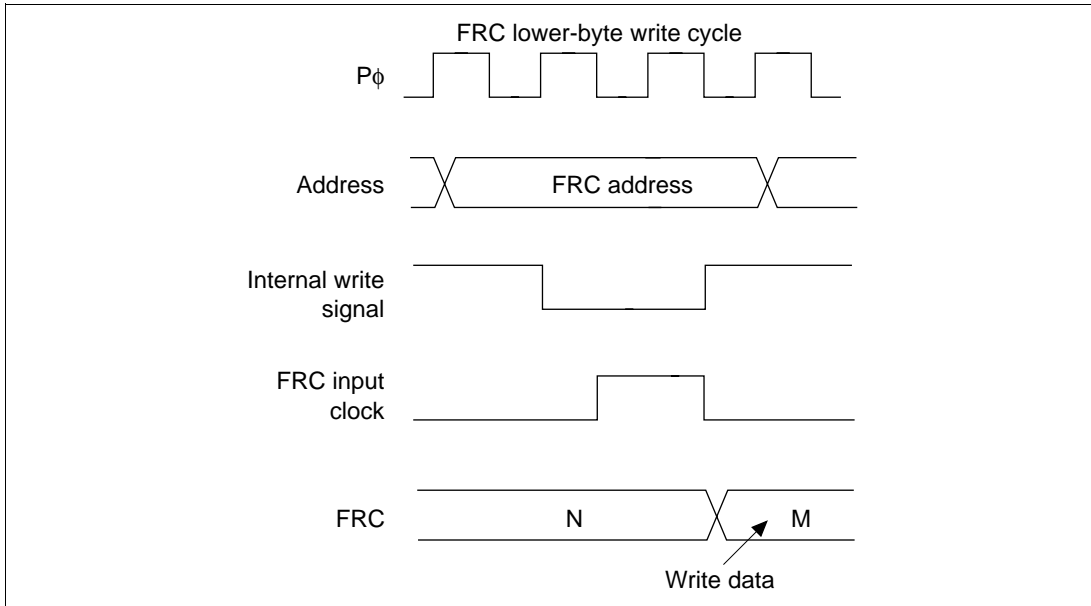 FRC lower-byte write cycle
Pϕ
Address
FRC address
Internal write
signal
FRC input
clock
FRC
N
M
Write data